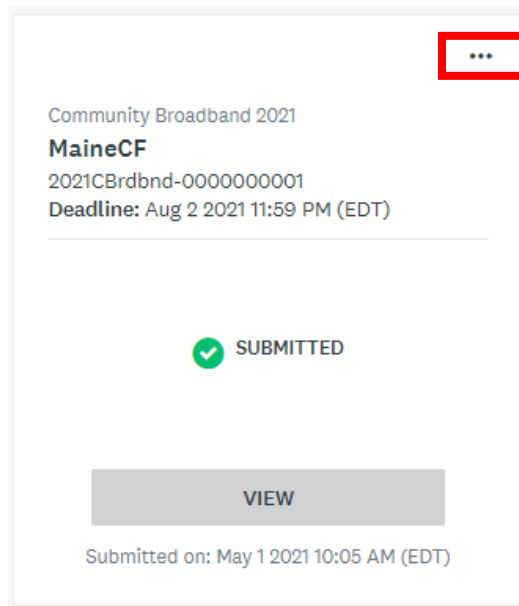 •••
Community Broadband 2021
MaineCF
2021CBrdbnd-0000000001
Deadline: Aug 2 2021 11:59 PM (EDT)
SUBMITTED
VIEW
Submitted on: May 1 2021 10:05 AM (EDT)